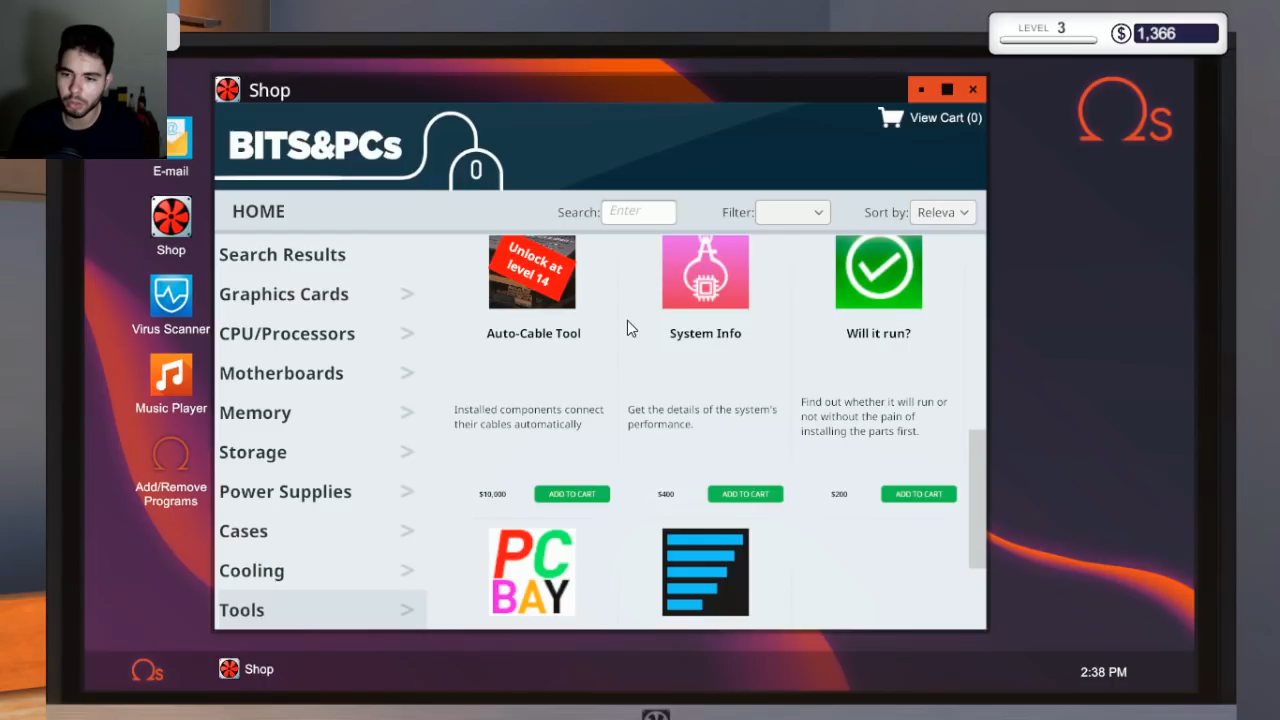 LEVEL 3
$ 1,366
Shop
BITS&PCs
View Cart (0)
HOME
Search: Enter
Filter:
Sort by: Releva
Search Results
Graphics Cards >
CPU/Processors >
Motherboards >
Memory >
Storage >
Power Supplies >
Cases >
Cooling >
Tools >
Unlock at
level 14
Auto-Cable Tool
Installed components connect
their cables automatically
$10,000 ADD TO CART
System Info
Get the details of the system's
performance.
$400 ADD TO CART
Will it run?
Find out whether it will run or
not without the pain of
installing the parts first.
$200 ADD TO CART
PC
BAY
E-mail
Shop
Virus Scanner
Music Player
Add/Remove
Programs
Ωs
Ωs
Shop
2:38 PM